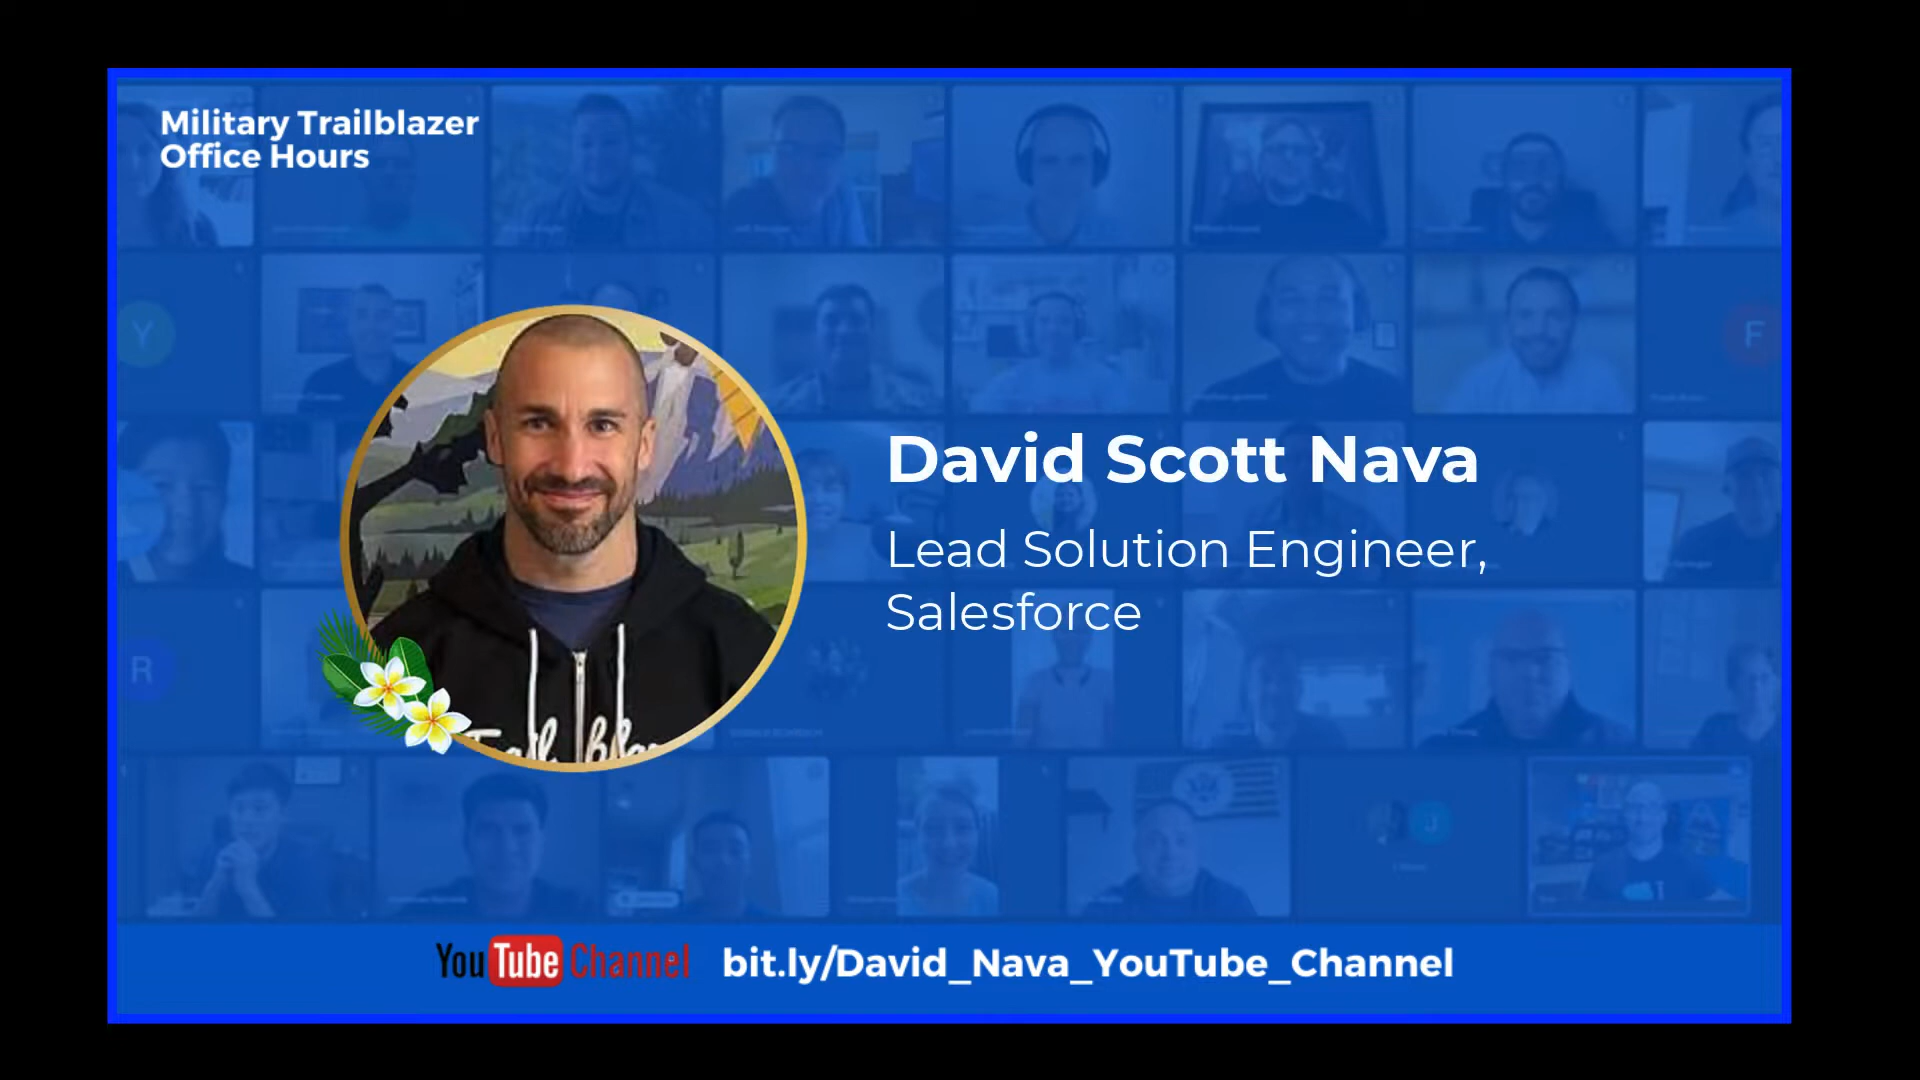 Military Trailblazer
Office Hours
Y
F
David Scott Nava
Lead Solution Engineer,
Salesforce
R
J
YouTube Channel bit.ly/David_Nava_YouTube_Channel